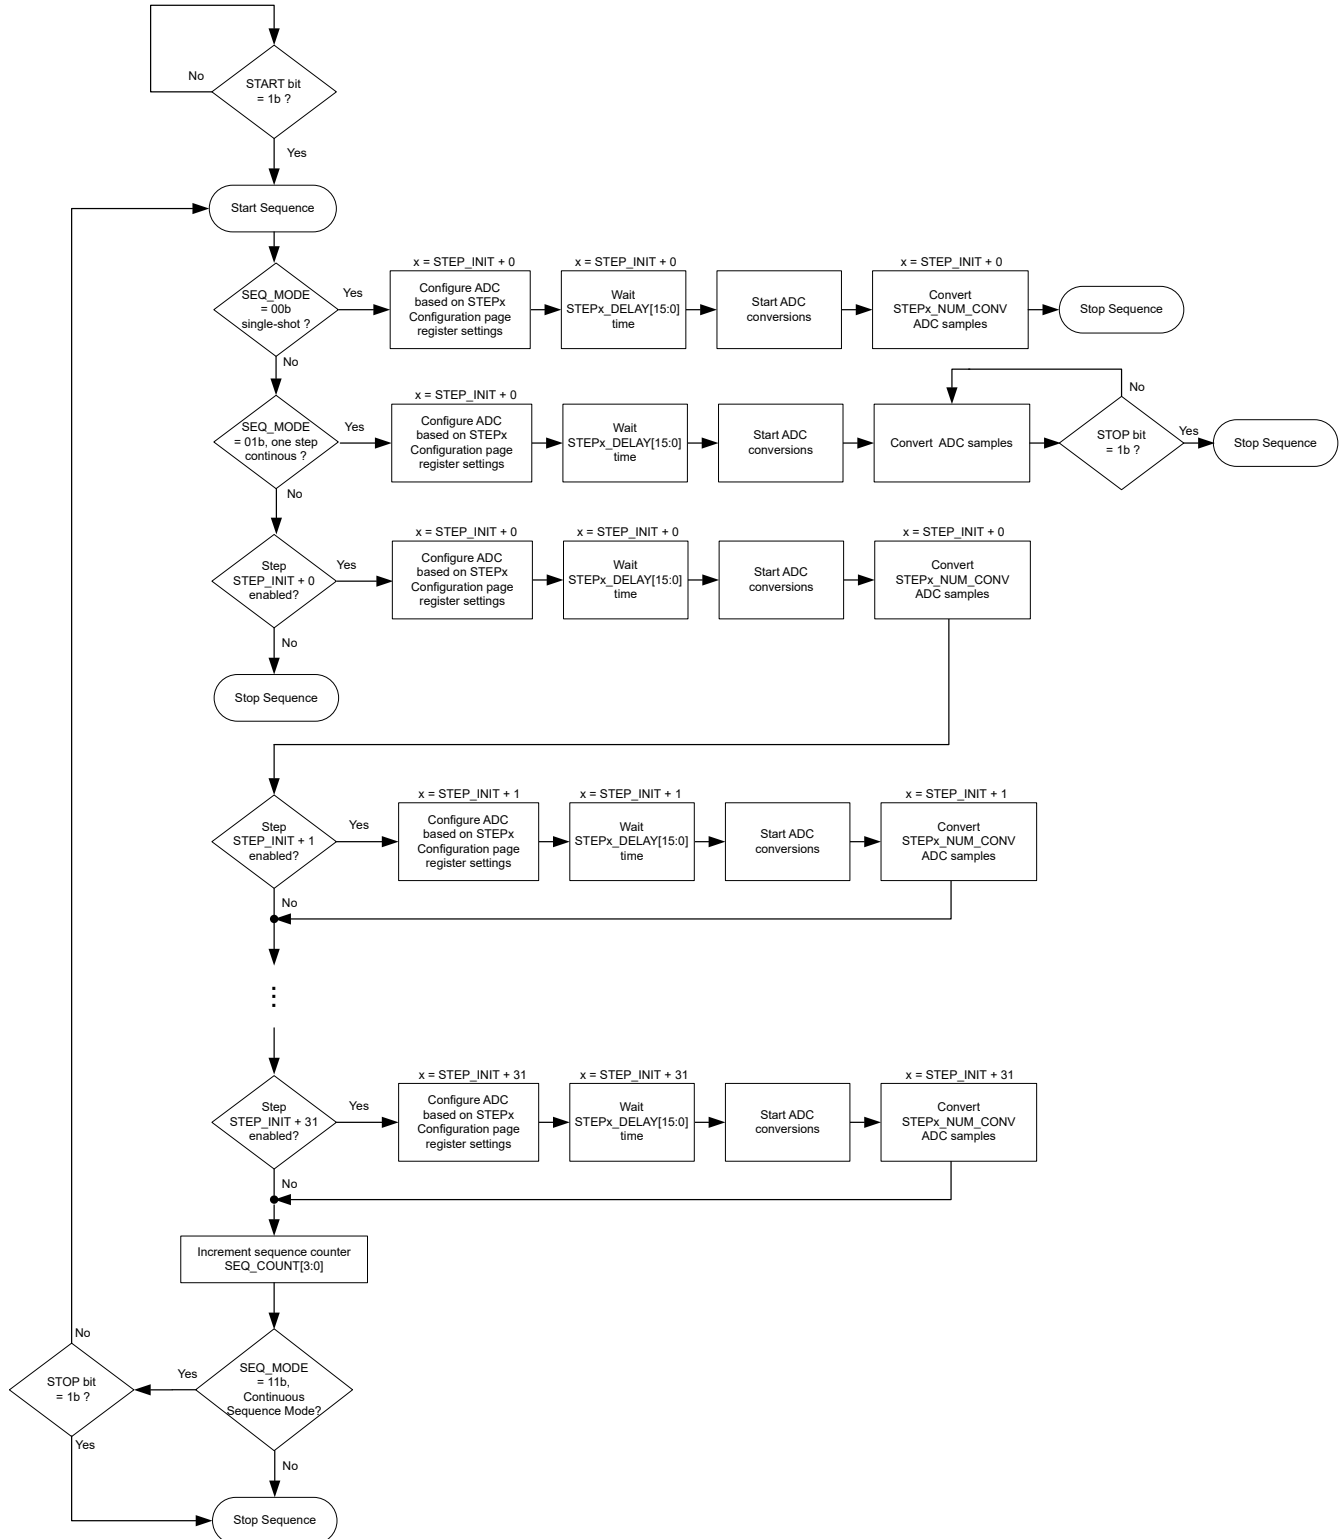 No
START bit
= 1b ?
Yes
Start Sequence
SEQ_MODE
= 00b
single-shot ?
Yes
No
x = STEP_INIT + 0
Configure ADC
based on STEPx
Configuration page
register settings
x = STEP_INIT + 0
Wait
STEPx_DELAY[15:0]
time
Start ADC
conversions
x = STEP_INIT + 0
Convert
STEPx_NUM_CONV
ADC samples
Stop Sequence
SEQ_MODE
= 01b, one step
continous ?
Yes
No
x = STEP_INIT + 0
Configure ADC
based on STEPx
Configuration page
register settings
Wait
STEPx_DELAY[15:0]
time
Start ADC
conversions
Convert ADC samples
No
STOP bit
= 1b ?
Yes
Stop Sequence
Step
STEP_INIT + 0
enabled?
Yes
No
x = STEP_INIT + 0
Configure ADC
based on STEPx
Configuration page
register settings
x = STEP_INIT + 0
Wait
STEPx_DELAY[15:0]
time
Start ADC
conversions
x = STEP_INIT + 0
Convert
STEPx_NUM_CONV
ADC samples
Stop Sequence
Step
STEP_INIT + 1
enabled?
Yes
No
x = STEP_INIT + 1
Configure ADC
based on STEPx
Configuration page
register settings
x = STEP_INIT + 1
Wait
STEPx_DELAY[15:0]
time
Start ADC
conversions
x = STEP_INIT + 1
Convert
STEPx_NUM_CONV
ADC samples
Step
STEP_INIT + 31
enabled?
Yes
No
x = STEP_INIT + 31
Configure ADC
based on STEPx
Configuration page
register settings
x = STEP_INIT + 31
Wait
STEPx_DELAY[15:0]
time
Start ADC
conversions
x = STEP_INIT + 31
Convert
STEPx_NUM_CONV
ADC samples
Increment sequence counter
SEQ_COUNT[3:0]
SEQ_MODE
= 11b,
Continuous
Sequence Mode?
Yes
No
No
STOP bit
= 1b ?
Yes
Stop Sequence